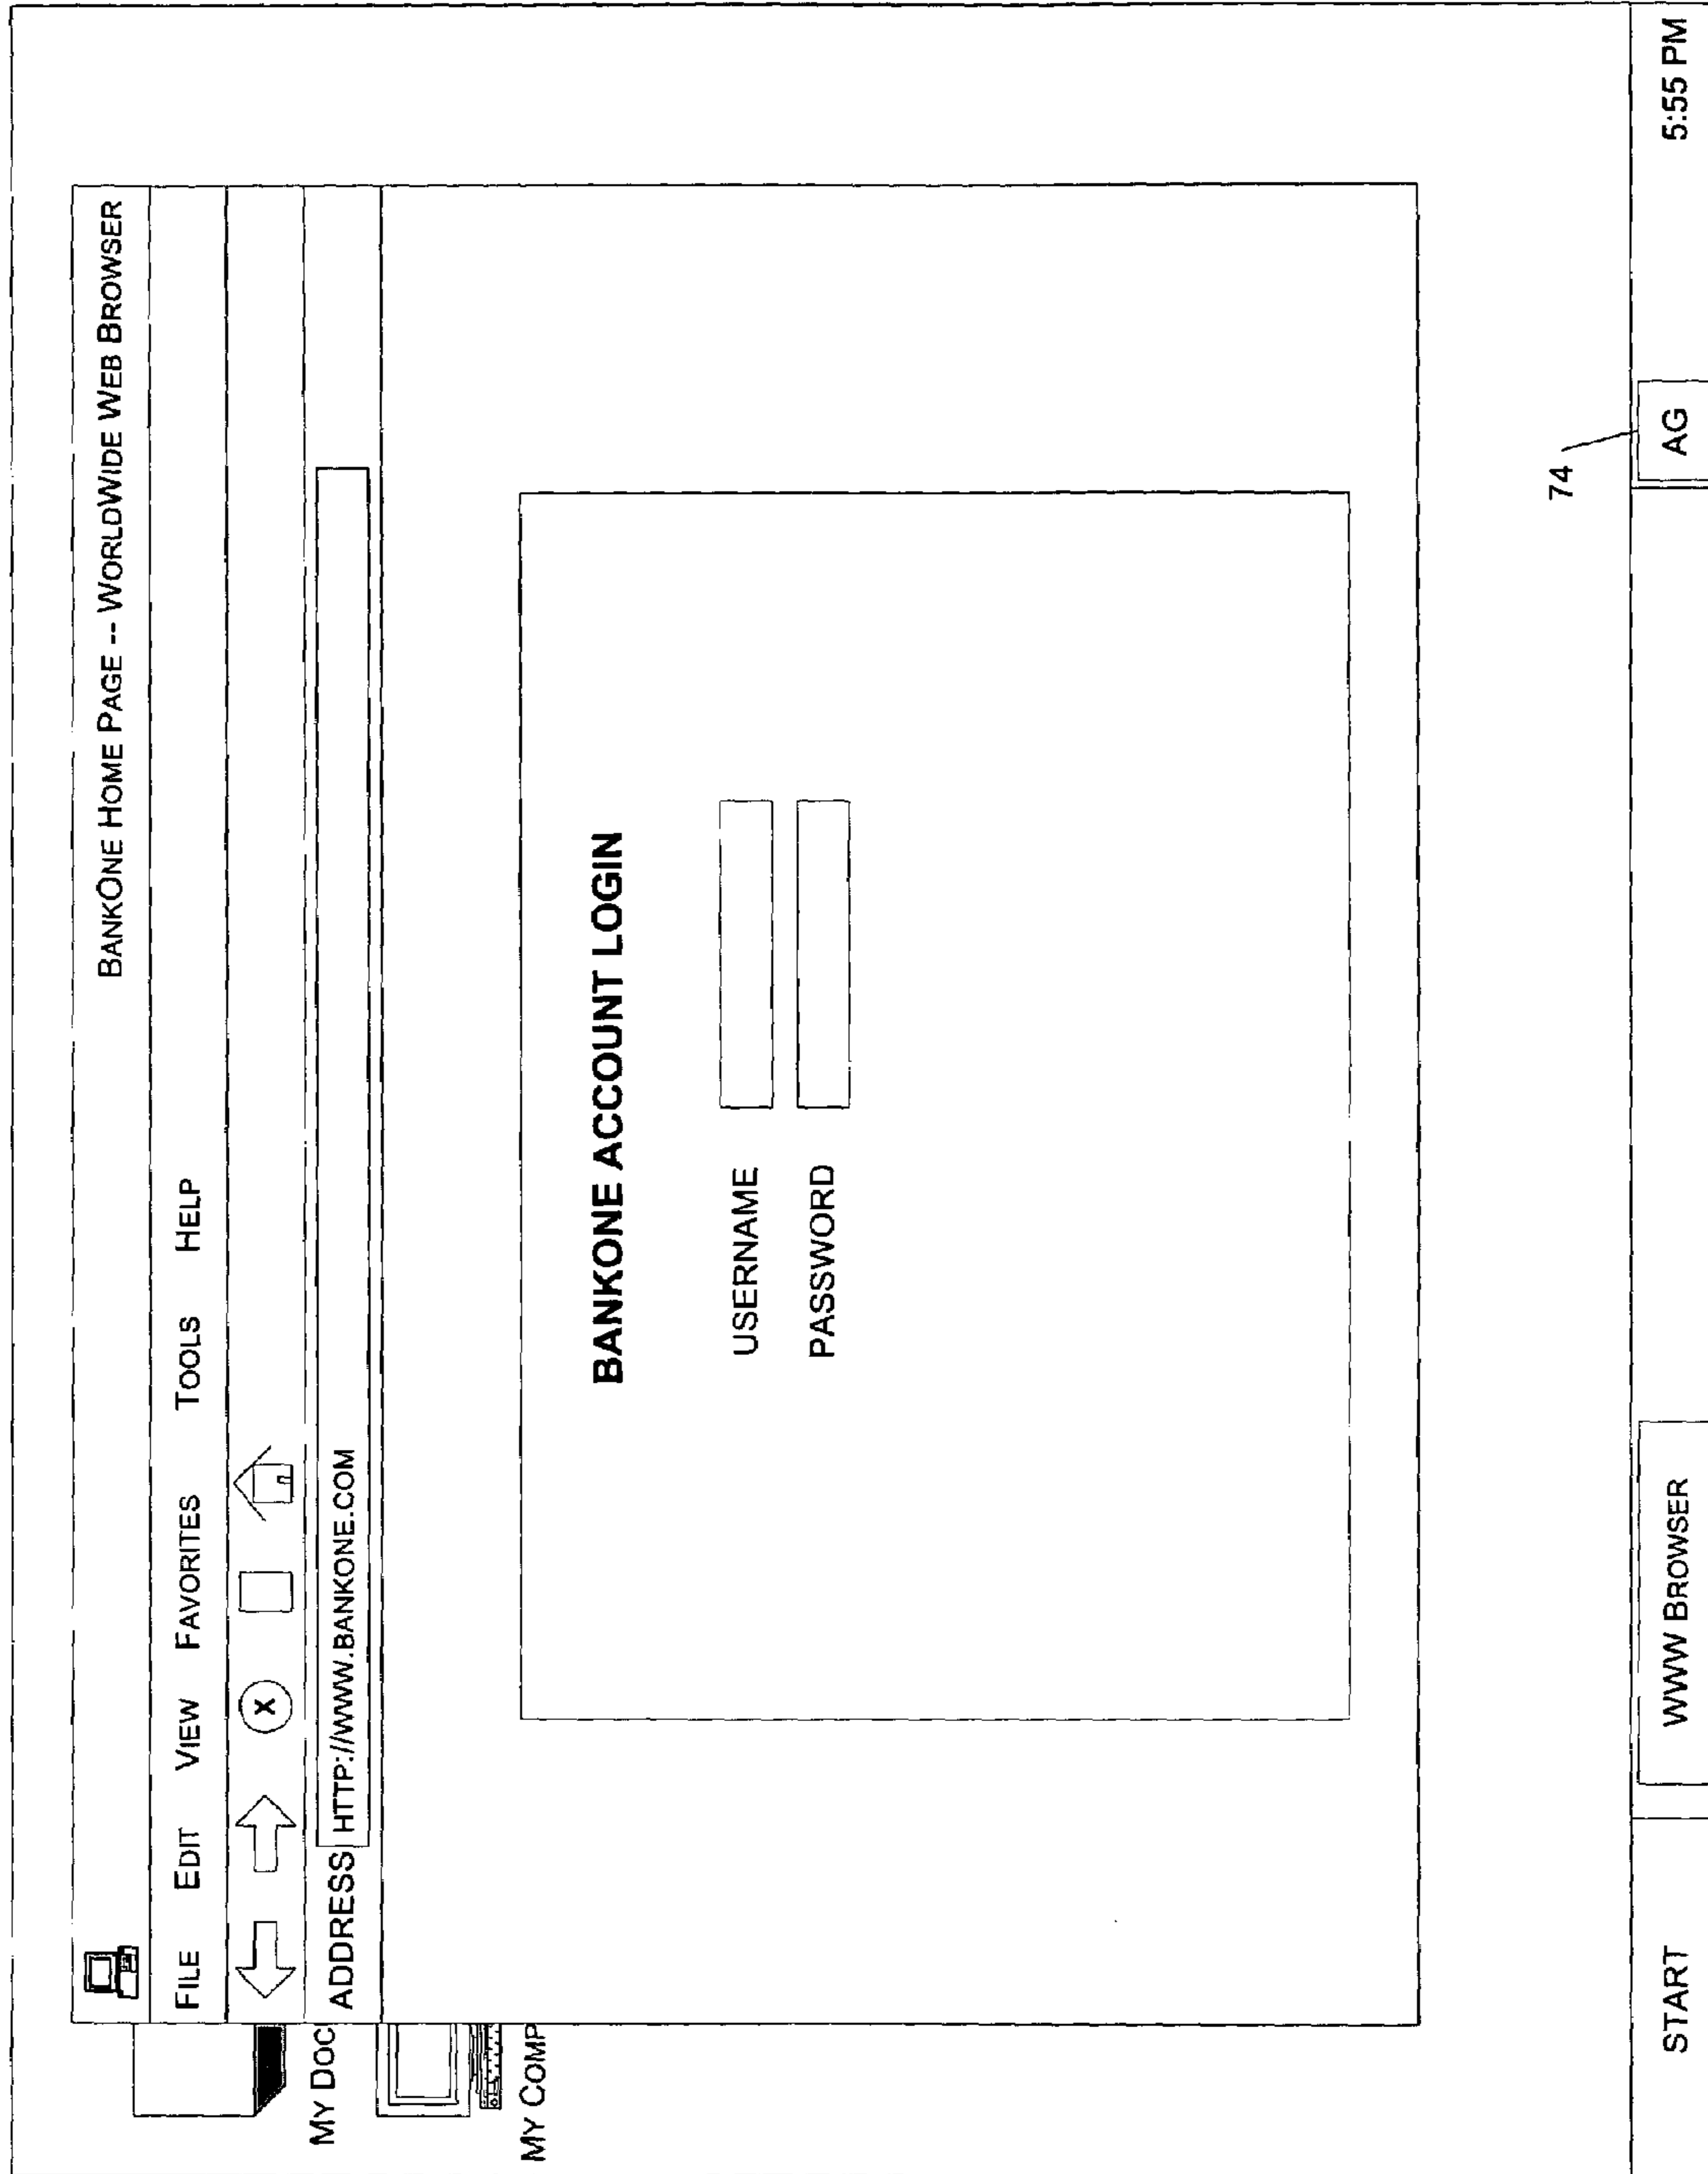 BANKONE HOME PAGE -- WORLDWIDE WEB BROWSER
FILE EDIT VIEW FAVORITES TOOLS HELP
X
ADDRESS HTTP://WWW.BANKONE.COM
MY DOC
MY COMP
BANKONE ACCOUNT LOGIN
USERNAME
PASSWORD
74
START WWW BROWSER AG 5:55 PM